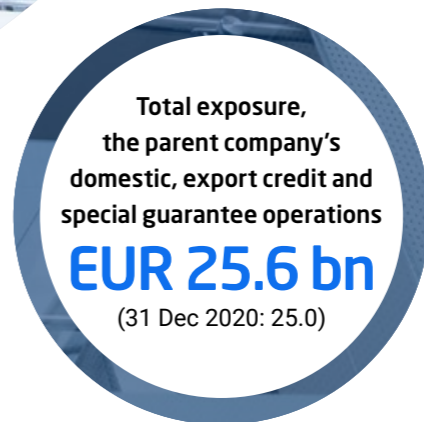 Total exposure,
the parent company's
domestic, export credit and
special guarantee operations
EUR 25.6 bn
(31 Dec 2020: 25.0)